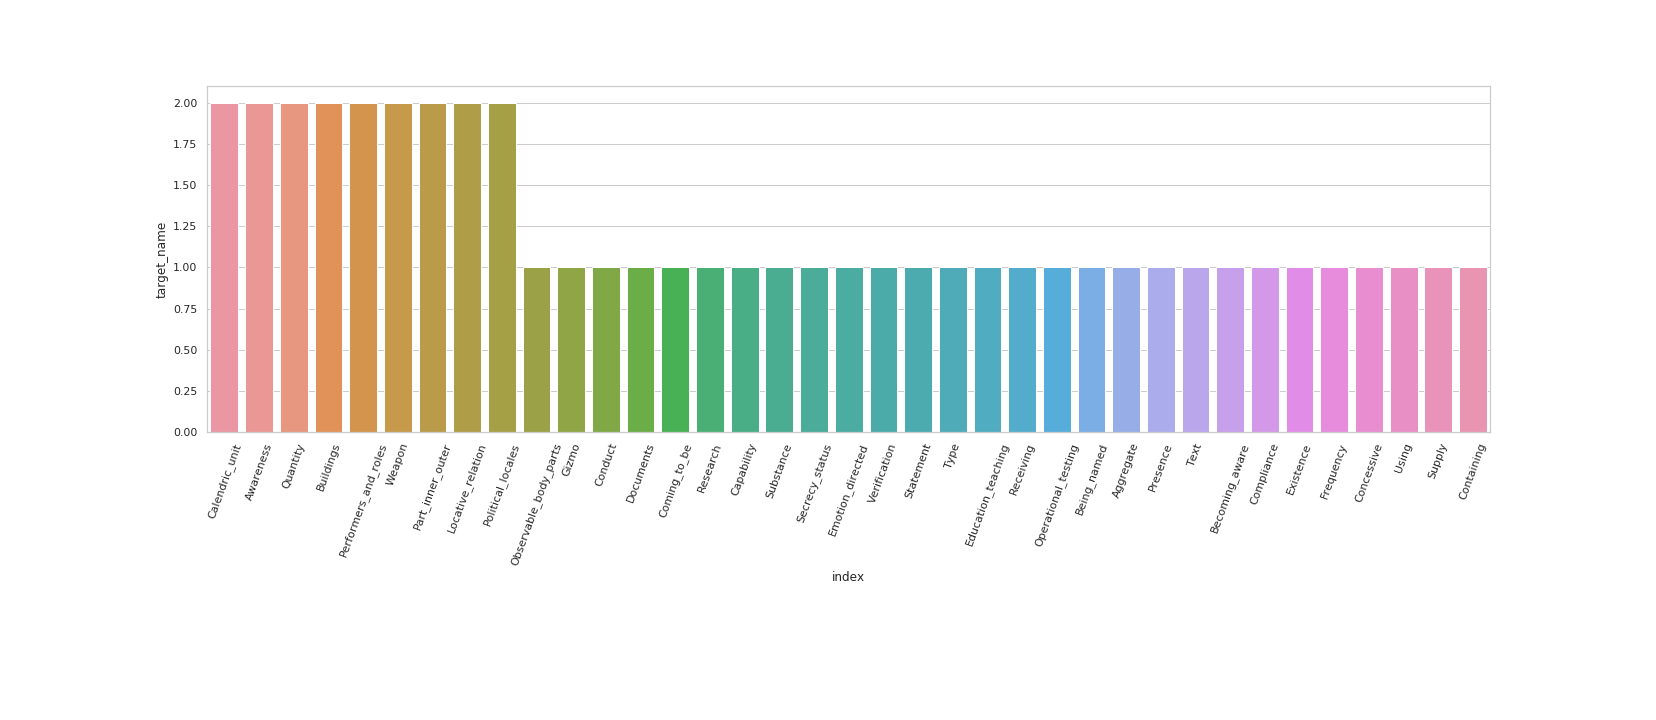 2.00
1.75
1.50
1.25
1.00
0.75
0.50
0.25
0.00
target_name
Calendric_unit
Awareness
Quantity
Buildings
Performers_and_roles
Weapon
Part_inner_outer
Locative_relation
Political_locales
Observable_body_parts
Gizmo
Conduct
Documents
Coming_to_be
Research
Capability
Substance
Secrecy_status
Emotion_directed
Verification
Statement
Type
Education_teaching
Receiving
Operational_testing
Being_named
Aggregate
Presence
Text
Becoming_aware
Compliance
Existence
Frequency
Concessive
Using
Supply
Containing
index